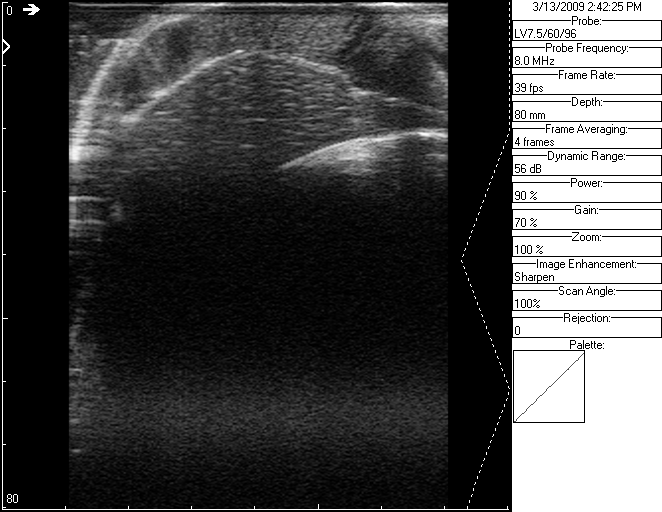 0
80
3/13/2009 2:42:25 PM
Probe:
LV7.5/60/96
Probe Frequency:
8.0 MHz
Frame Rate:
39 fps
Depth:
80 mm
Frame Averaging:
4 frames
Dynamic Range:
56 dB
Power:
90 %
Gain:
70 %
Zoom:
100 %
Image Enhancement:
Sharpen
Scan Angle:
100%
Rejection:
0
Palette: